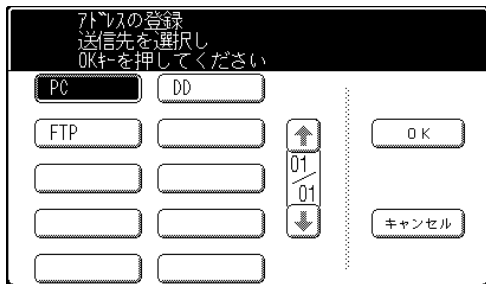 ｱﾄﾞﾚｽの登録
送信先を選択し
OKｷｰを押してください
PC
DD
FTP
01/01
OK
キャンセル